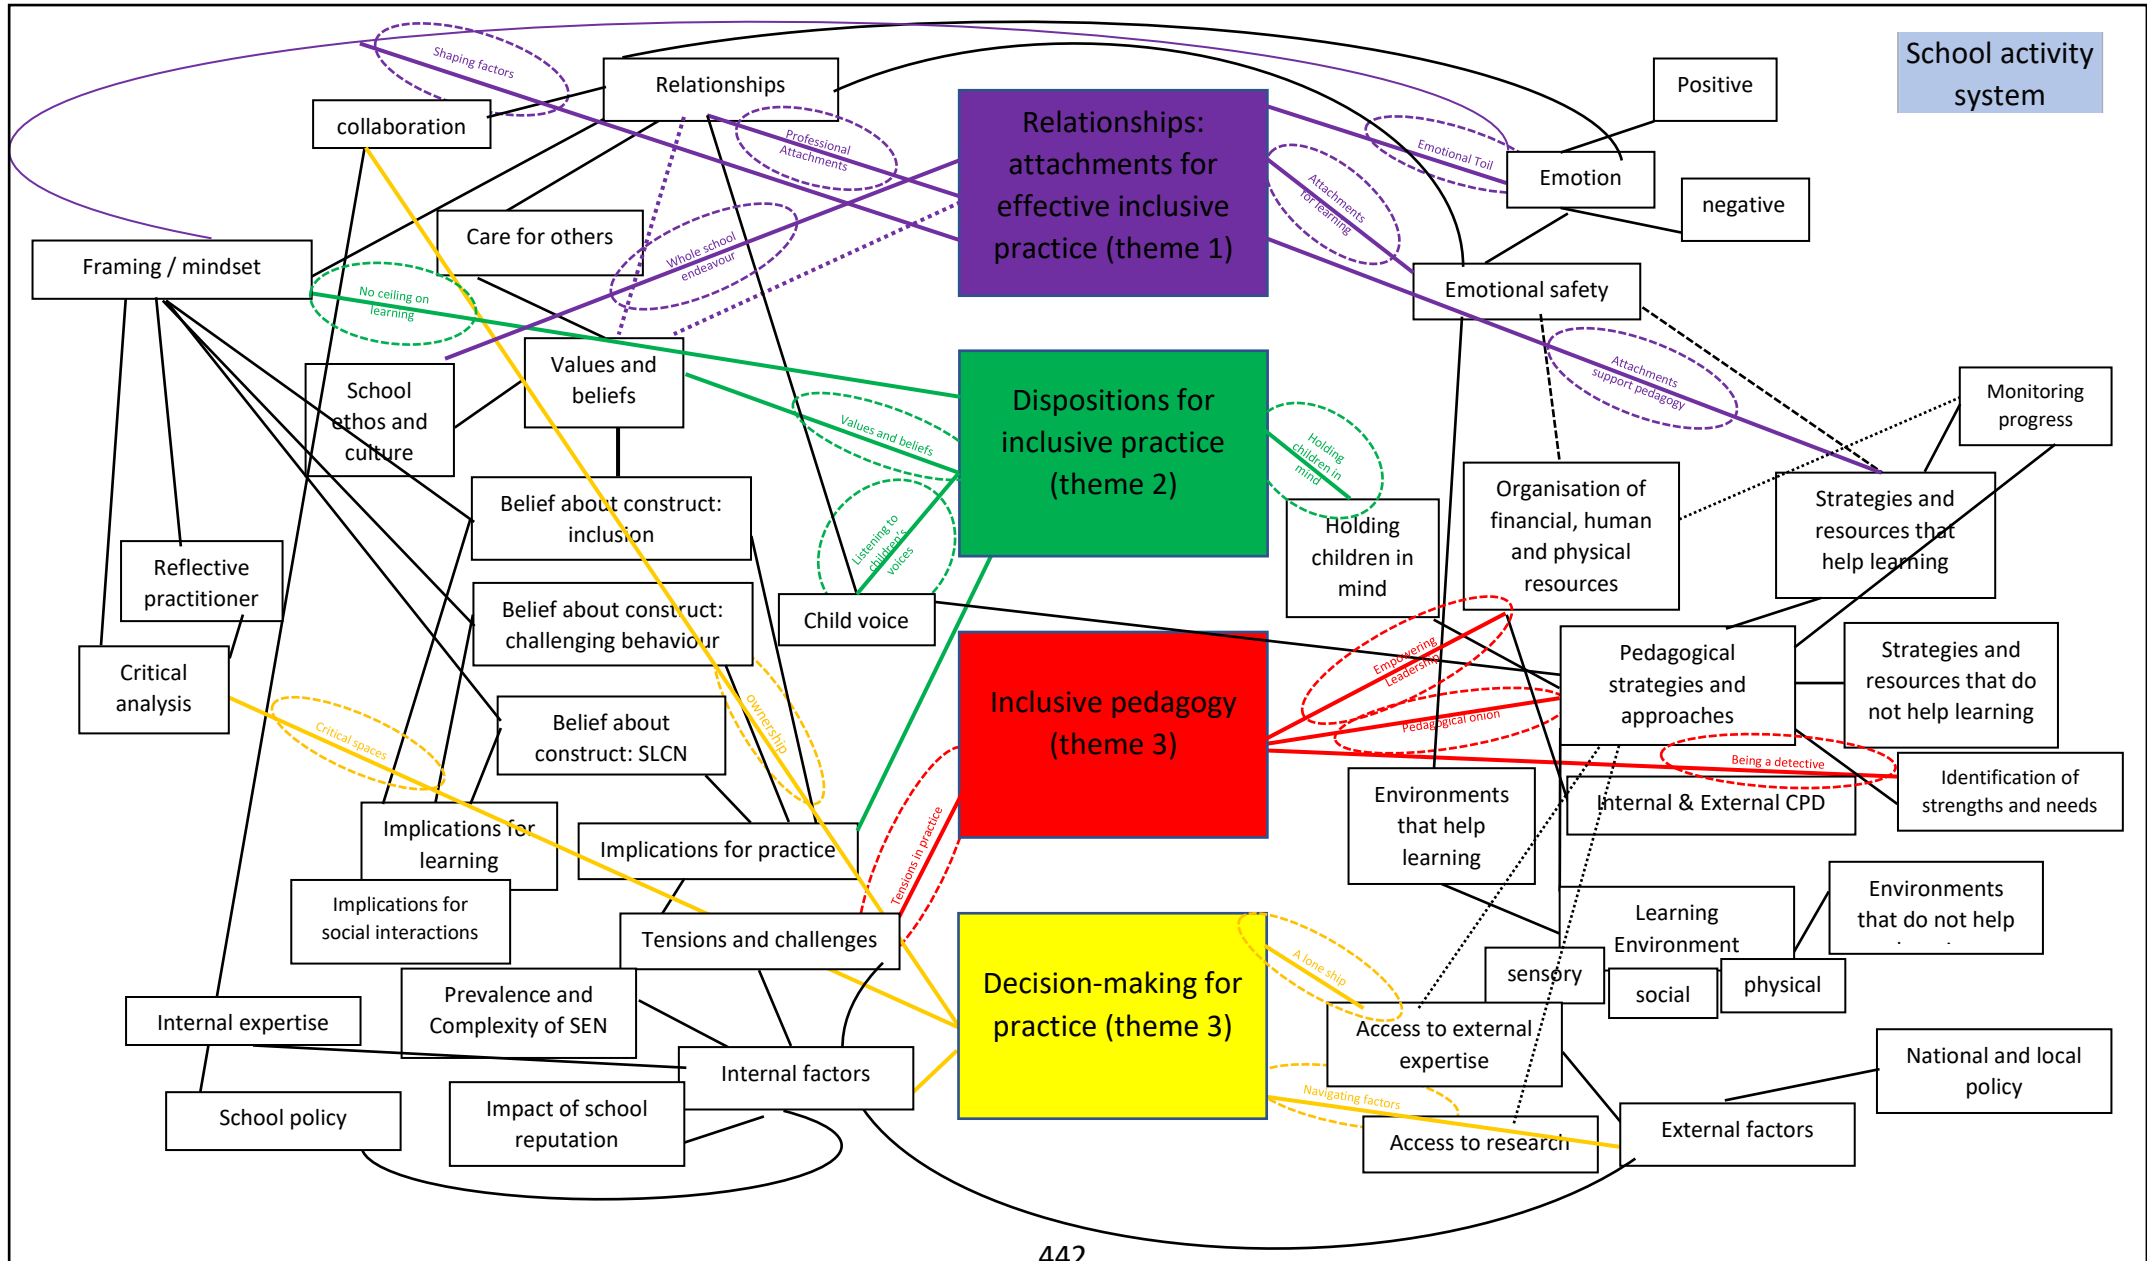 School activity
system
Shaping factors
Relationships
Positive
collaboration
Professional
Attachments
Relationships:
attachments for
effective inclusive
practice (theme 1)
Emotional Toil
Emotion
Attachments
for learning
negative
Care for others
Whole school
endeavour
Framing / mindset
Emotional safety
No ceiling on
learning
Values and
beliefs
Attachments
support pedagogy
School
ethos and
culture
Dispositions for
inclusive practice
(theme 2)
Monitoring
progress
Values and beliefs
Holding
children in
mind
Belief about construct:
inclusion
Listening to
children's
voices
Holding
children in
mind
Organisation of
financial, human
and physical
resources
Strategies and
resources that
help learning
Reflective
practitioner
Belief about construct:
challenging behaviour
Child voice
Empowering
Leadership
Critical
analysis
Inclusive pedagogy
(theme 3)
Pedagogical onion
Pedagogical
strategies and
approaches
Strategies and
resources that do
not help learning
ownership
Critical spaces
Belief about
construct: SLCN
Being a detective
Identification of
strengths and needs
Internal & External CPD
Environments
that help
learning
Implications for
learning
Implications for practice
Tensions in practice
Implications for
social interactions
Learning
Environment
Environments
that do not help
Tensions and challenges
Decision-making for
practice (theme 3)
A lone ship
sensory
social
physical
Prevalence and
Complexity of SEN
Internal expertise
Access to external
expertise
National and local
policy
Internal factors
Navigating factors
School policy
Impact of school
reputation
Access to research
External factors
442